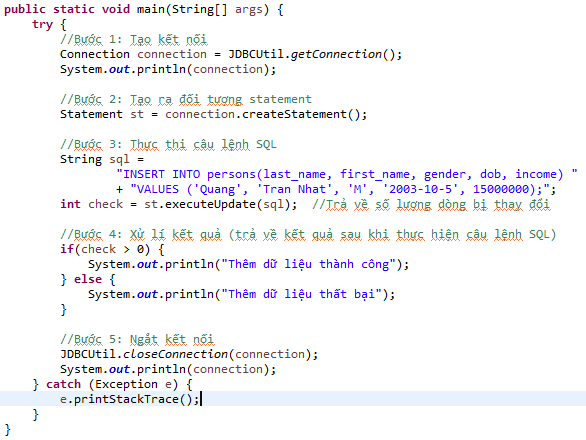 public static void main(String[] args) {
try {
//Bước 1: Tạo kết nối
Connection connection = JDBCUtil.getConnection();
System.out.println(connection);
//Bước 2: Tạo ra đối tượng statement
Statement st = connection.createStatement();
//Bước 3: Thực thi câu lệnh SQL
String sql =
"INSERT INTO persons(last_name, first_name, gender, dob, income) "
+ "VALUES ('Quang', 'Tran Nhat', 'M', '2003-10-5', 15000000);";
int check = st.executeUpdate(sql);  //Trả về số lượng dòng bị thay đổi
//Bước 4: Xử lí kết quả (trả về kết quả sau khi thực hiện câu lệnh SQL)
if(check > 0) {
System.out.println("Thêm dữ liệu thành công");
} else {
System.out.println("Thêm dữ liệu thất bại");
}
//Bước 5: Ngắt kết nối
JDBCUtil.closeConnection(connection);
System.out.println(connection);
} catch (Exception e) {
e.printStackTrace();
}
}